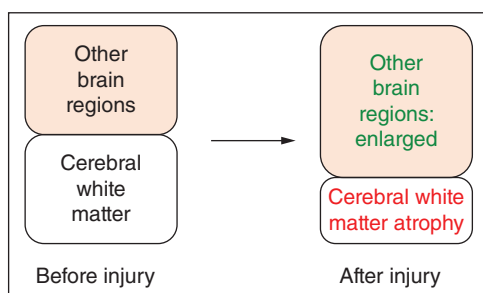 Other
brain
regions
Cerebral
white
matter
Before injury
Other
brain
regions:
enlarged
Cerebral white
matter atrophy
After injury